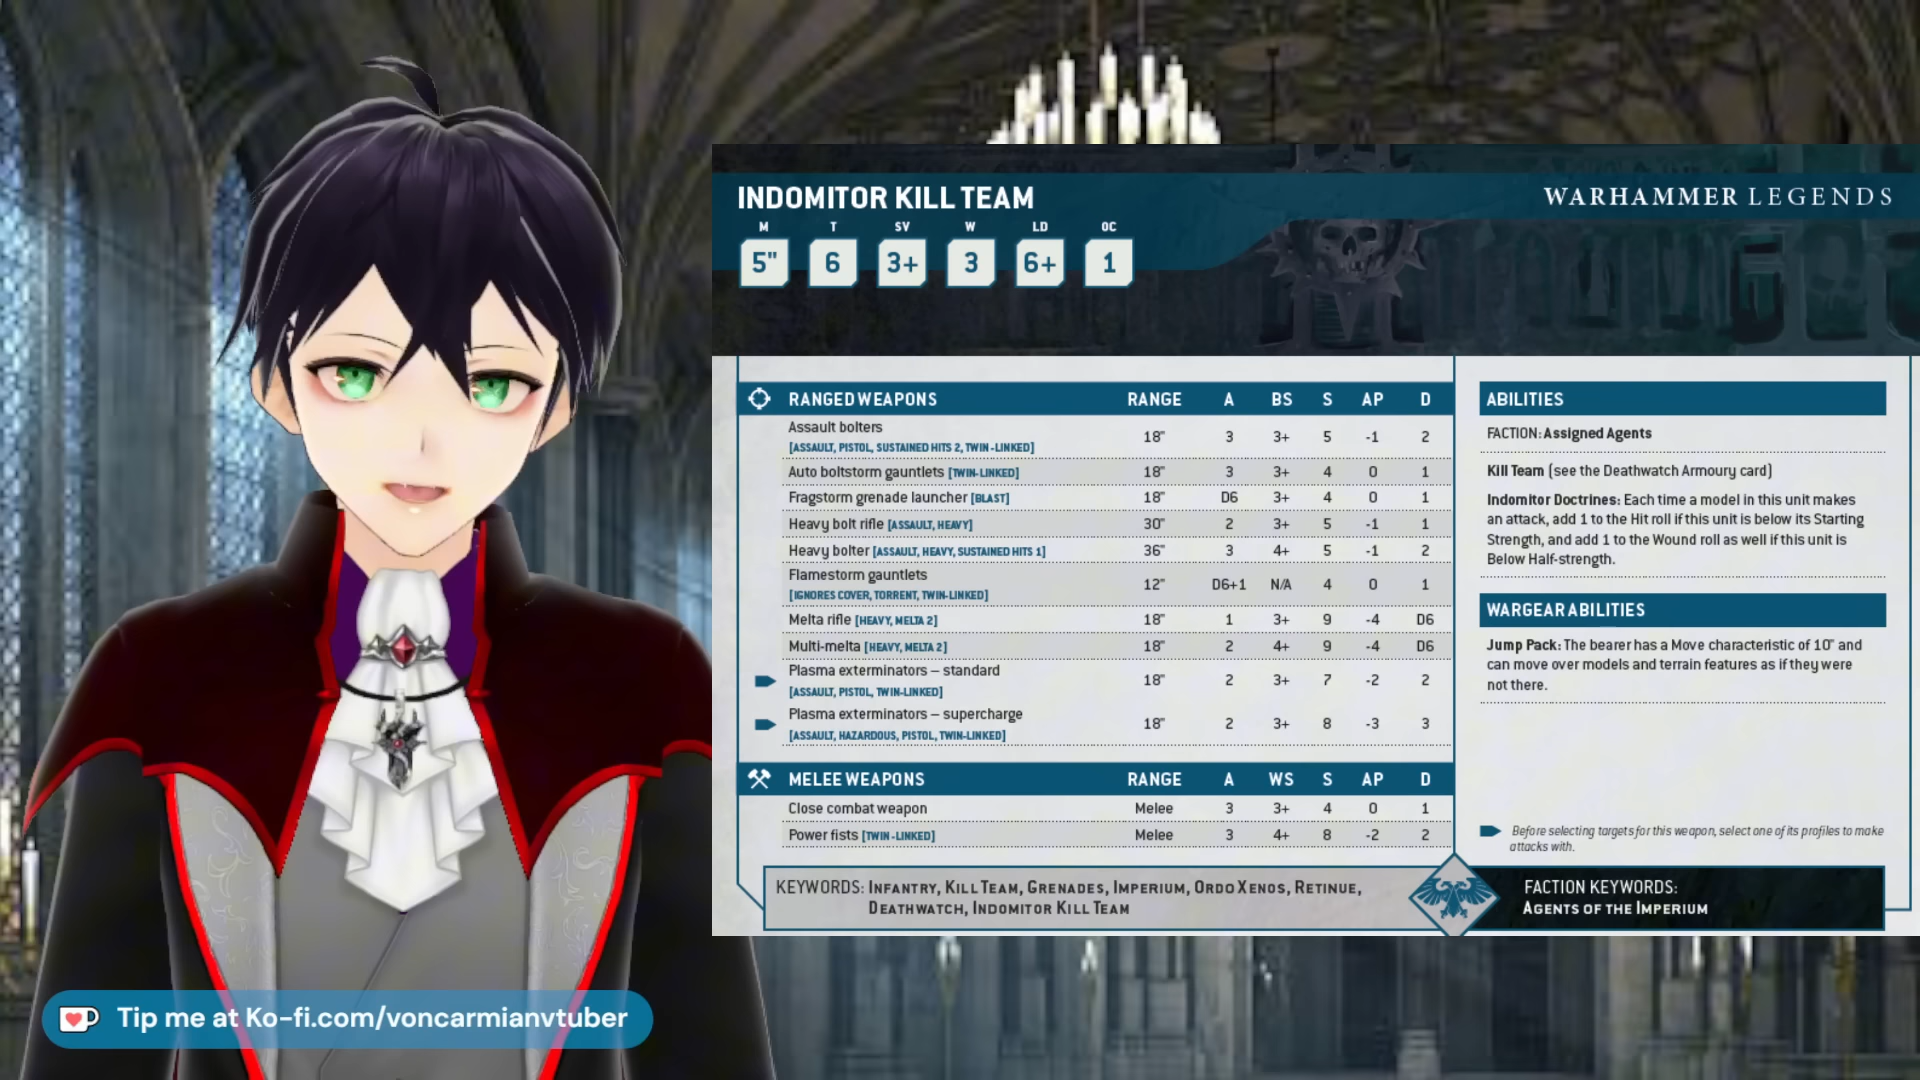 INDOMITOR KILL TEAM
WARHAMMER LEGENDS
M T SV W LD OC
5" 6 3+ 3 6+ 1
RANGED WEAPONS RANGE A BS S AP D
Assault bolters
[ASSAULT, PISTOL, SUSTAINED HITS 2, TWIN-LINKED] 18" 3 3+ 5 -1 2
Auto boltstorm gauntlets [TWIN-LINKED] 18" 3 3+ 4 0 1
Fragstorm grenade launcher [BLAST] 18" D6 3+ 4 0 1
Heavy bolt rifle [ASSAULT, HEAVY] 30" 2 3+ 5 -1 1
Heavy bolter [ASSAULT, HEAVY, SUSTAINED HITS 1] 36" 3 4+ 5 -1 2
Flamestorm gauntlets
[IGNORES COVER, TORRENT, TWIN-LINKED] 12" D6+1 N/A 4 0 1
Melta rifle [HEAVY, MELTA 2] 18" 1 3+ 9 -4 D6
Multi-melta [HEAVY, MELTA 2] 18" 2 4+ 9 -4 D6
Plasma exterminators – standard
[ASSAULT, PISTOL, TWIN-LINKED] 18" 2 3+ 7 -2 2
Plasma exterminators – supercharge
[ASSAULT, HAZARDOUS, PISTOL, TWIN-LINKED] 18" 2 3+ 8 -3 3
MELEE WEAPONS RANGE A WS S AP D
Close combat weapon Melee 3 3+ 4 0 1
Power fists [TWIN-LINKED] Melee 3 4+ 8 -2 2
ABILITIES
FACTION: Assigned Agents
Kill Team (see the Deathwatch Armoury card)
Indomitor Doctrines: Each time a model in this unit makes
an attack, add 1 to the Hit roll if this unit is below its Starting
Strength, and add 1 to the Wound roll as well if this unit is
Below Half-strength.
WARGEAR ABILITIES
Jump Pack: The bearer has a Move characteristic of 10" and
can move over models and terrain features as if they were
not there.
Before selecting targets for this weapon, select one of its profiles to make
attacks with.
KEYWORDS: INFANTRY, KILL TEAM, GRENADES, IMPERIUM, ORDO XENOS, RETINUE,
DEATHWATCH, INDOMITOR KILL TEAM
FACTION KEYWORDS:
AGENTS OF THE IMPERIUM
Tip me at Ko-fi.com/voncarmianvtuber